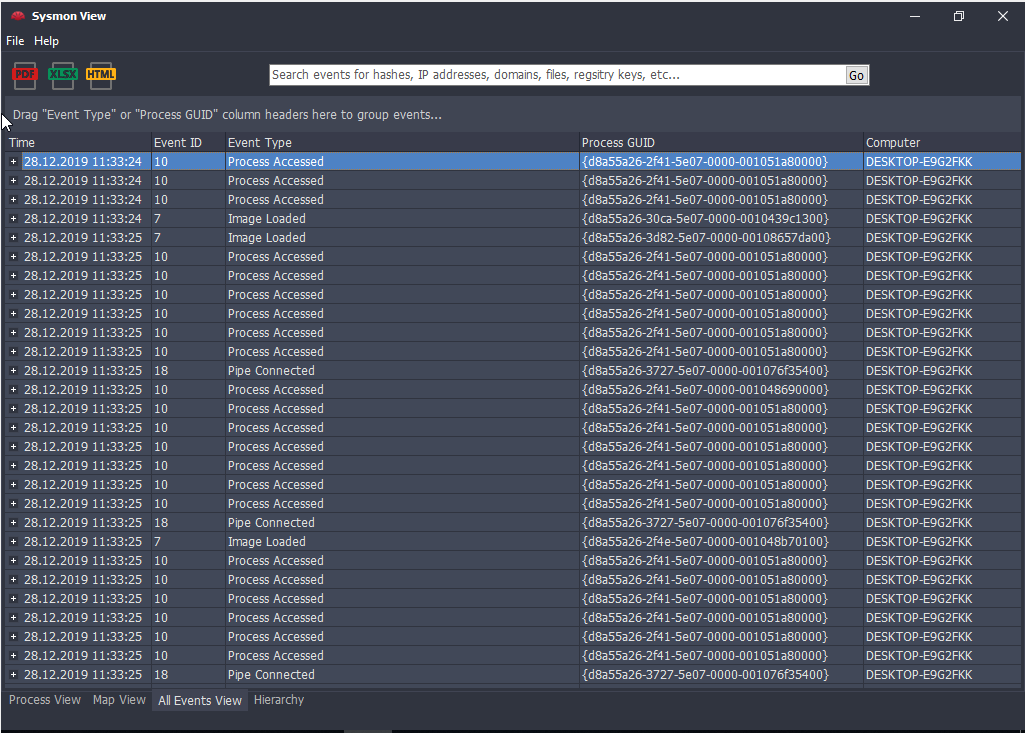 Sysmon View
File Help
PDF XLSX HTML
Search events for hashes, IP addresses, domains, files, regsitry keys, etc... Go
Drag "Event Type" or "Process GUID" column headers here to group events...
Time Event ID Event Type Process GUID Computer
28.12.2019 11:33:24 10 Process Accessed {d8a55a26-2f41-5e07-0000-001051a80000} DESKTOP-E9G2FKK
28.12.2019 11:33:24 10 Process Accessed {d8a55a26-2f41-5e07-0000-001051a80000} DESKTOP-E9G2FKK
28.12.2019 11:33:24 10 Process Accessed {d8a55a26-2f41-5e07-0000-001051a80000} DESKTOP-E9G2FKK
28.12.2019 11:33:24 7 Image Loaded {d8a55a26-30ca-5e07-0000-0010439c1300} DESKTOP-E9G2FKK
28.12.2019 11:33:25 7 Image Loaded {d8a55a26-3d82-5e07-0000-00108657da00} DESKTOP-E9G2FKK
28.12.2019 11:33:25 10 Process Accessed {d8a55a26-2f41-5e07-0000-001051a80000} DESKTOP-E9G2FKK
28.12.2019 11:33:25 10 Process Accessed {d8a55a26-2f41-5e07-0000-001051a80000} DESKTOP-E9G2FKK
28.12.2019 11:33:25 10 Process Accessed {d8a55a26-2f41-5e07-0000-001051a80000} DESKTOP-E9G2FKK
28.12.2019 11:33:25 10 Process Accessed {d8a55a26-2f41-5e07-0000-001051a80000} DESKTOP-E9G2FKK
28.12.2019 11:33:25 10 Process Accessed {d8a55a26-2f41-5e07-0000-001051a80000} DESKTOP-E9G2FKK
28.12.2019 11:33:25 10 Process Accessed {d8a55a26-2f41-5e07-0000-001051a80000} DESKTOP-E9G2FKK
28.12.2019 11:33:25 18 Pipe Connected {d8a55a26-3727-5e07-0000-001076f35400} DESKTOP-E9G2FKK
28.12.2019 11:33:25 10 Process Accessed {d8a55a26-2f41-5e07-0000-001048690000} DESKTOP-E9G2FKK
28.12.2019 11:33:25 10 Process Accessed {d8a55a26-2f41-5e07-0000-001051a80000} DESKTOP-E9G2FKK
28.12.2019 11:33:25 10 Process Accessed {d8a55a26-2f41-5e07-0000-001051a80000} DESKTOP-E9G2FKK
28.12.2019 11:33:25 10 Process Accessed {d8a55a26-2f41-5e07-0000-001051a80000} DESKTOP-E9G2FKK
28.12.2019 11:33:25 10 Process Accessed {d8a55a26-2f41-5e07-0000-001051a80000} DESKTOP-E9G2FKK
28.12.2019 11:33:25 10 Process Accessed {d8a55a26-2f41-5e07-0000-001051a80000} DESKTOP-E9G2FKK
28.12.2019 11:33:25 10 Process Accessed {d8a55a26-2f41-5e07-0000-001051a80000} DESKTOP-E9G2FKK
28.12.2019 11:33:25 18 Pipe Connected {d8a55a26-3727-5e07-0000-001076f35400} DESKTOP-E9G2FKK
28.12.2019 11:33:25 7 Image Loaded {d8a55a26-2f4e-5e07-0000-001048b70100} DESKTOP-E9G2FKK
28.12.2019 11:33:25 10 Process Accessed {d8a55a26-2f41-5e07-0000-001051a80000} DESKTOP-E9G2FKK
28.12.2019 11:33:25 10 Process Accessed {d8a55a26-2f41-5e07-0000-001051a80000} DESKTOP-E9G2FKK
28.12.2019 11:33:25 10 Process Accessed {d8a55a26-2f41-5e07-0000-001051a80000} DESKTOP-E9G2FKK
28.12.2019 11:33:25 10 Process Accessed {d8a55a26-2f41-5e07-0000-001051a80000} DESKTOP-E9G2FKK
28.12.2019 11:33:25 10 Process Accessed {d8a55a26-2f41-5e07-0000-001051a80000} DESKTOP-E9G2FKK
28.12.2019 11:33:25 10 Process Accessed {d8a55a26-2f41-5e07-0000-001051a80000} DESKTOP-E9G2FKK
28.12.2019 11:33:25 18 Pipe Connected {d8a55a26-3727-5e07-0000-001076f35400} DESKTOP-E9G2FKK
Process View Map View All Events View Hierarchy